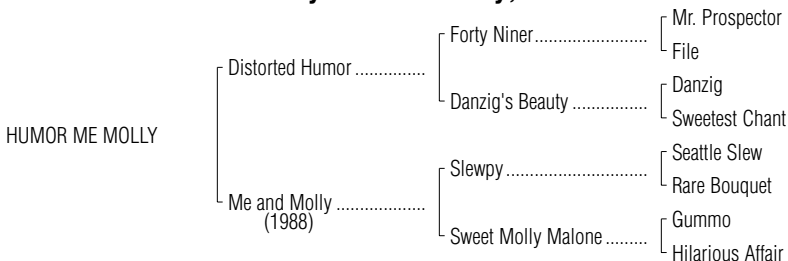 HUMOR ME MOLLY
Distorted Humor ...............
Me and Molly ....................
(1988)
Forty Niner.........................
Danzig's Beauty .................
Slewpy ................................
Sweet Molly Malone .........
Mr. Prospector
File
Danzig
Sweetest Chant
Seattle Slew
Rare Bouquet
Gummo
Hilarious Affair